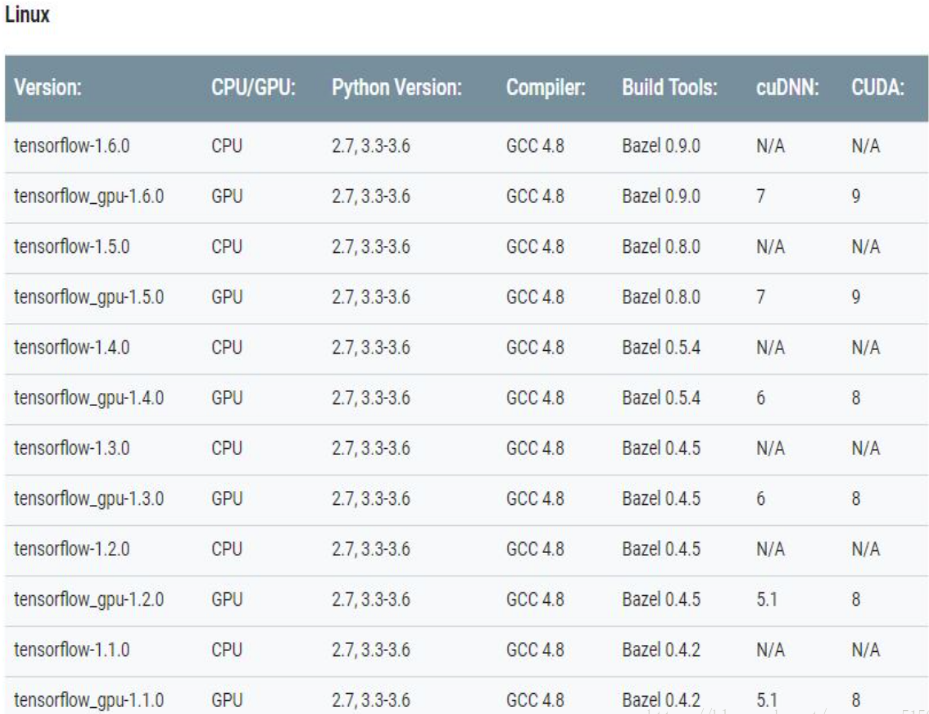 Linux
Version: CPU/GPU: Python Version: Compiler: Build Tools: cuDNN: CUDA:
tensorflow-1.6.0 CPU 2.7, 3.3-3.6 GCC 4.8 Bazel 0.9.0 N/A N/A
tensorflow_gpu-1.6.0 GPU 2.7, 3.3-3.6 GCC 4.8 Bazel 0.9.0 7 9
tensorflow-1.5.0 CPU 2.7, 3.3-3.6 GCC 4.8 Bazel 0.8.0 N/A N/A
tensorflow_gpu-1.5.0 GPU 2.7, 3.3-3.6 GCC 4.8 Bazel 0.8.0 7 9
tensorflow-1.4.0 CPU 2.7, 3.3-3.6 GCC 4.8 Bazel 0.5.4 N/A N/A
tensorflow_gpu-1.4.0 GPU 2.7, 3.3-3.6 GCC 4.8 Bazel 0.5.4 6 8
tensorflow-1.3.0 CPU 2.7, 3.3-3.6 GCC 4.8 Bazel 0.4.5 N/A N/A
tensorflow_gpu-1.3.0 GPU 2.7, 3.3-3.6 GCC 4.8 Bazel 0.4.5 6 8
tensorflow-1.2.0 CPU 2.7, 3.3-3.6 GCC 4.8 Bazel 0.4.5 N/A N/A
tensorflow_gpu-1.2.0 GPU 2.7, 3.3-3.6 GCC 4.8 Bazel 0.4.5 5.1 8
tensorflow-1.1.0 CPU 2.7, 3.3-3.6 GCC 4.8 Bazel 0.4.2 N/A N/A
tensorflow_gpu-1.1.0 GPU 2.7, 3.3-3.6 GCC 4.8 Bazel 0.4.2 5.1 8